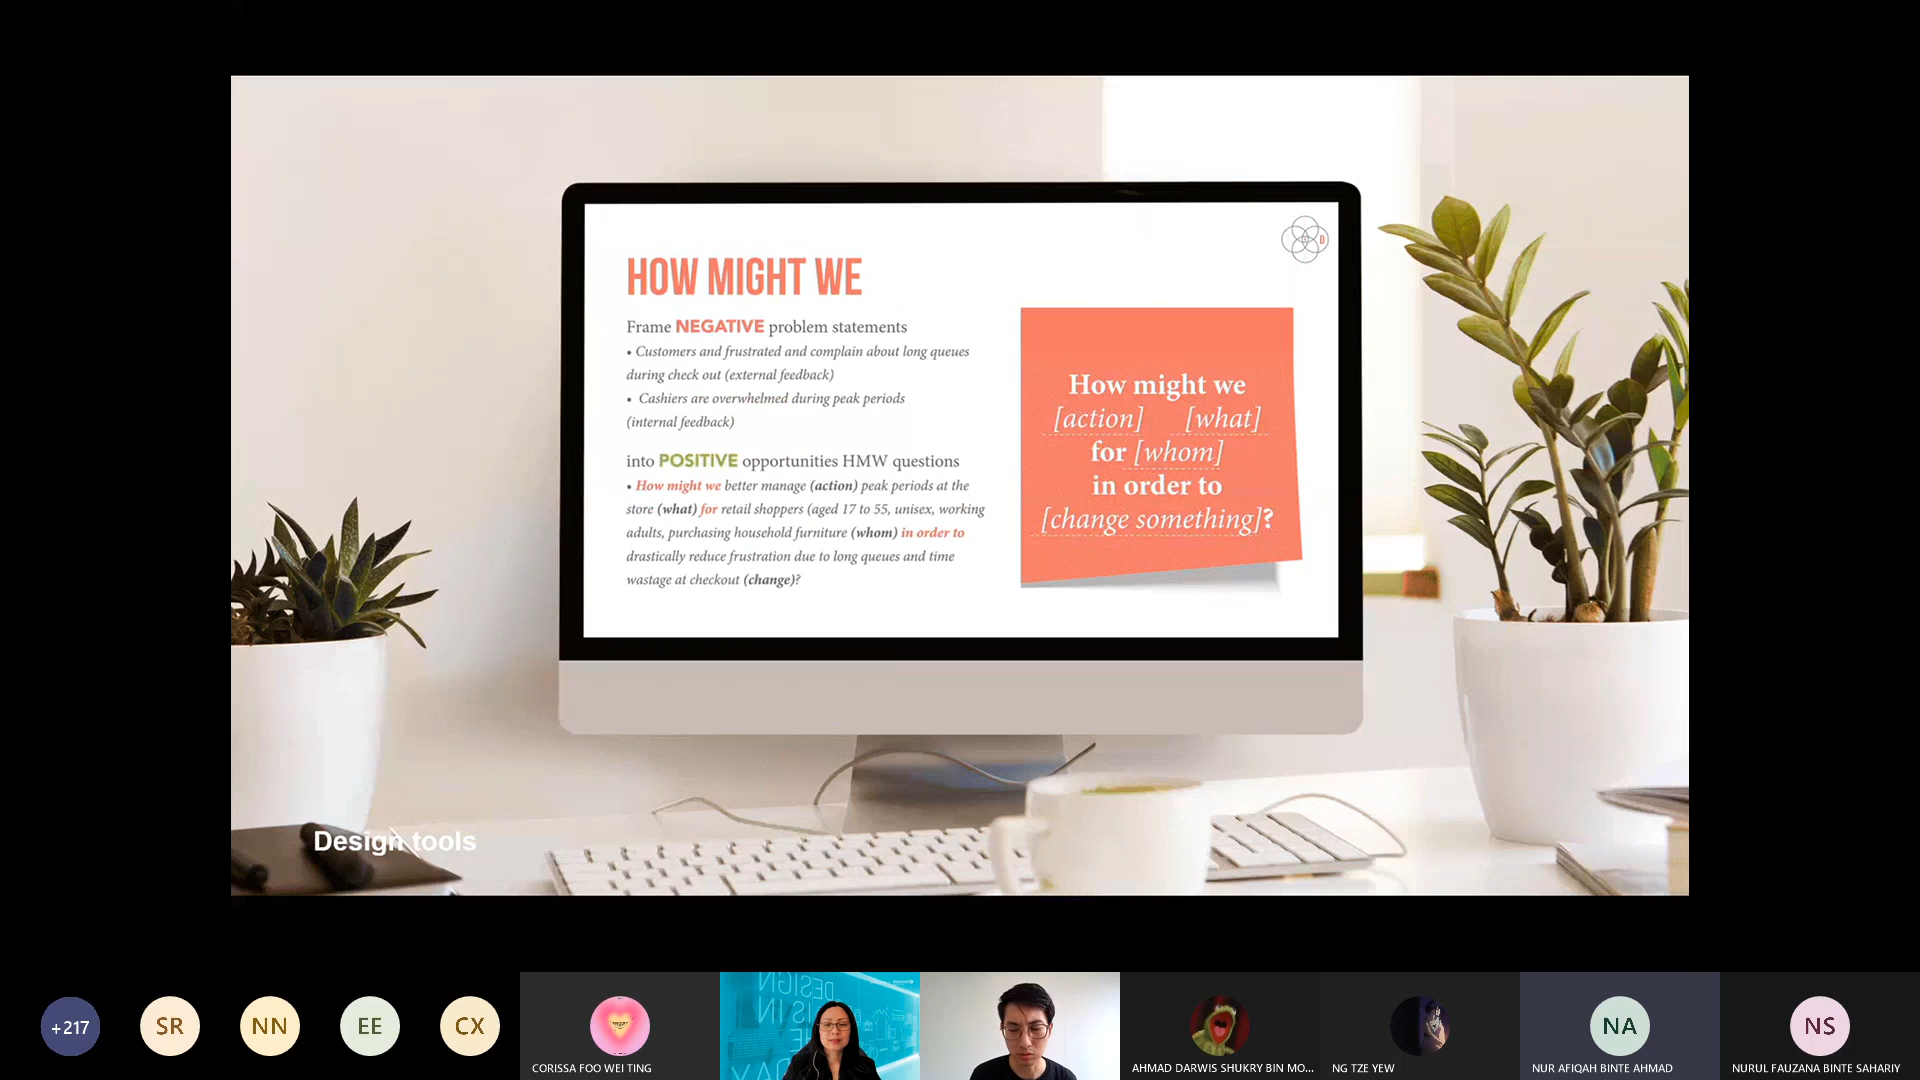 HOW MIGHT WE
Frame NEGATIVE problem statements
• Customers and frustrated and complain about long queues
during check out (external feedback)
• Cashiers are overwhelmed during peak periods
(internal feedback)
into POSITIVE opportunities HMW questions
• How might we better manage (action) peak periods at the
store (what) for retail shoppers (aged 17 to 55, unisex, working
adults, purchasing household furniture (whom) in order to
drastically reduce frustration due to long queues and time
wastage at checkout (change)?
D
How might we
[action] [what]
for [whom]
in order to
[change something]?
Design tools
+217
SR
NN
EE
CX
CORISSA FOO WEI TING
DESIGN
IS IN
AHMAD DARWIS SHUKRY BIN MO...
NG TZE YEW
NA
NUR AFIQAH BINTE AHMAD
NS
NURUL FAUZANA BINTE SAHARIY